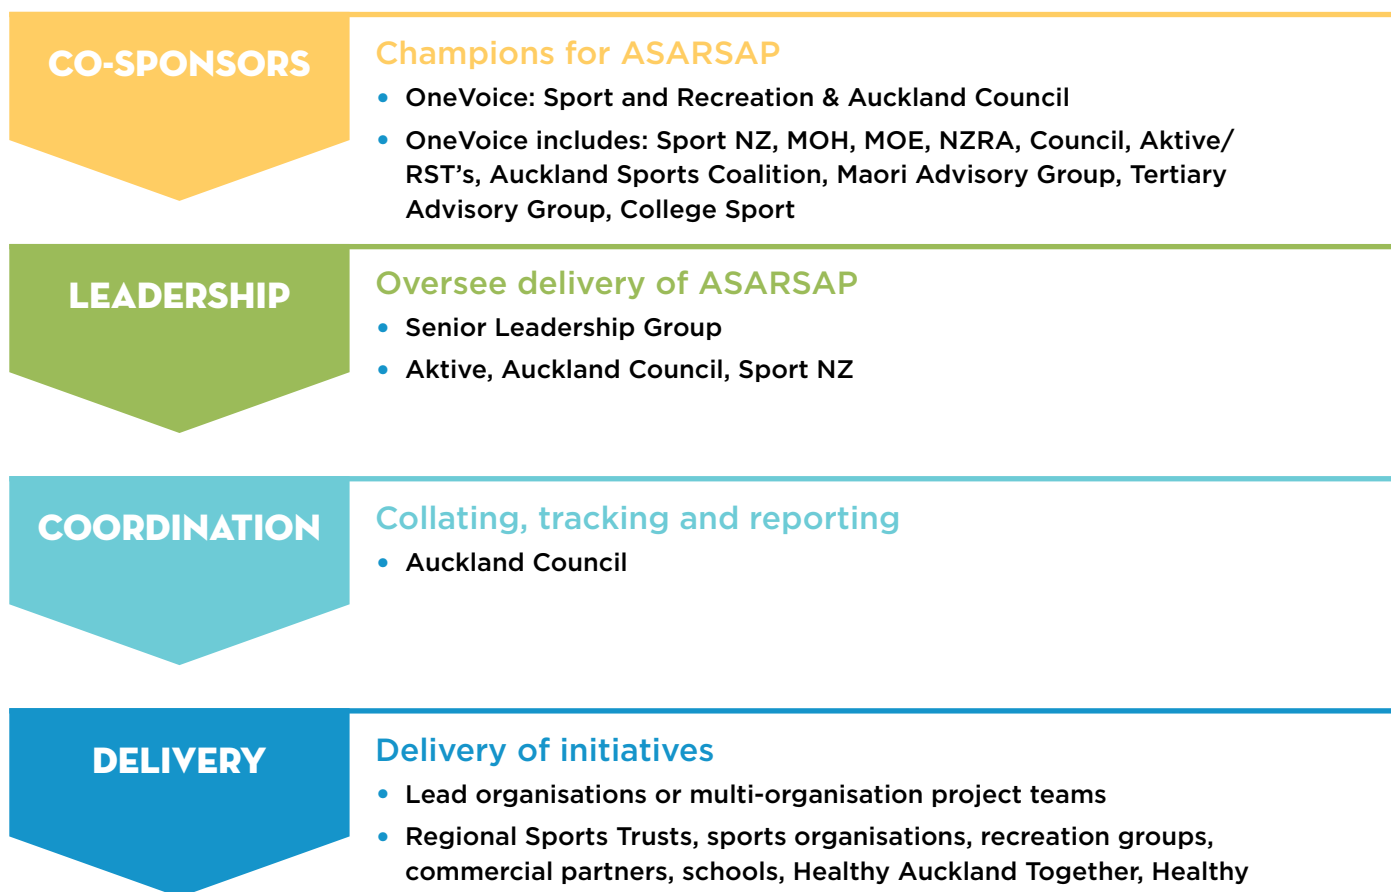 CO-SPONSORS
Champions for ASARSAP
• OneVoice: Sport and Recreation & Auckland Council
• OneVoice includes: Sport NZ, MOH, MOE, NZRA, Council, Aktive/
RST's, Auckland Sports Coalition, Maori Advisory Group, Tertiary
Advisory Group, College Sport
LEADERSHIP
Oversee delivery of ASARSAP
• Senior Leadership Group
• Aktive, Auckland Council, Sport NZ
COORDINATION
Collating, tracking and reporting
• Auckland Council
DELIVERY
Delivery of initiatives
• Lead organisations or multi-organisation project teams
• Regional Sports Trusts, sports organisations, recreation groups,
commercial partners, schools, Healthy Auckland Together, Healthy